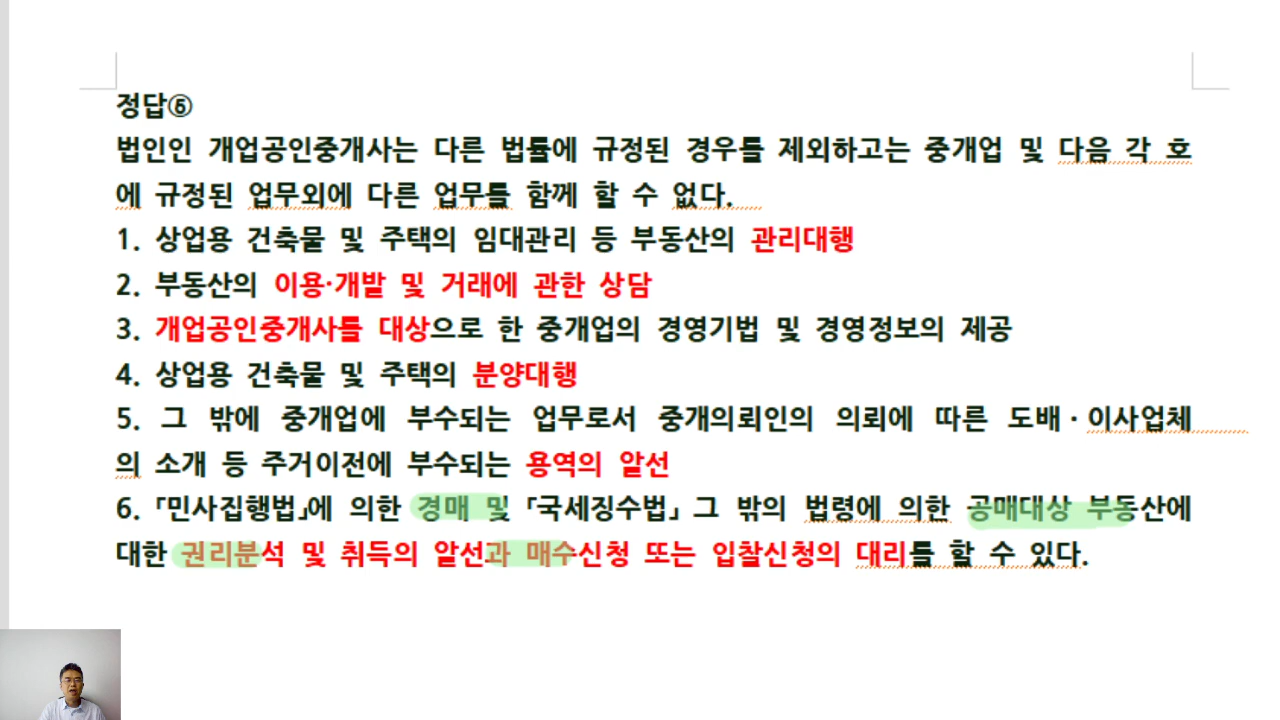 정답⑤
법인인 개업공인중개사는 다른 법률에 규정된 경우를 제외하고는 중개업 및 다음 각 호
에 규정된 업무외에 다른 업무를 함께 할 수 없다.
1. 상업용 건축물 및 주택의 임대관리 등 부동산의 관리대행
2. 부동산의 이용·개발 및 거래에 관한 상담
3. 개업공인중개사를 대상으로 한 중개업의 경영기법 및 경영정보의 제공
4. 상업용 건축물 및 주택의 분양대행
5. 그 밖에 중개업에 부수되는 업무로서 중개의뢰인의 의뢰에 따른 도배·이사업체
의 소개 등 주거이전에 부수되는 용역의 알선
6.「민사집행법」에 의한 경매 및 「국세징수법」 그 밖의 법령에 의한 공매대상 부동산에
대한 권리분석 및 취득의 알선과 매수신청 또는 입찰신청의 대리를 할 수 있다.